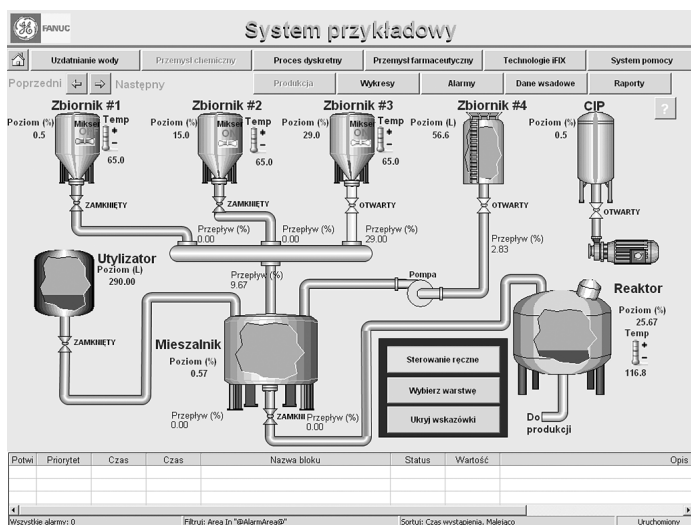 GE FANUC
System przykładowy
Uzdatnianie wody Przemysł chemiczny Proces dyskretny Przemysł farmaceutyczny Technologie iFIX System pomocy
Poprzedni Następny Produkcja Wykresy Alarmy Dane wsadowe Raporty
Zbiornik #1 Zbiornik #2 Zbiornik #3 Zbiornik #4 CIP ?
Poziom (%) Mikser Temp Poziom (%) Mikser Temp Poziom (%) Mikser Temp Poziom (L) Poziom (%)
0.5 ON + 15.0 ON + 29.0 ON + 56.6 0.5
65.0 65.0 65.0
ZAMKNIĘTY ZAMKNIĘTY OTWARTY OTWARTY OTWARTY
Przepływ (%) Przepływ (%) Przepływ (%) Przepływ (%)
0.00 0.00 29.00 2.83
Utylizator
Poziom (L)
290.00
Przepływ (%)
9.67
Pompa
Reaktor
Poziom (%)
25.67
Temp
+
116.8
ZAMKNIĘTY
Mieszalnik
Poziom (%)
0.57
Sterowanie ręczne
Wybierz warstwę
Ukryj wskazówki
Przepływ (%) ZAMKNI Przepływ (%)
0.00 0.00
Do
produkcji
Potwi Priorytet Czas Czas Nazwa bloku Status Wartość Opis
Wszystkie alarmy: 0 Filtruj: Area In "@AlarmArea@" Sortuj: Czas wystąpienia, Malejąco Uruchomiony